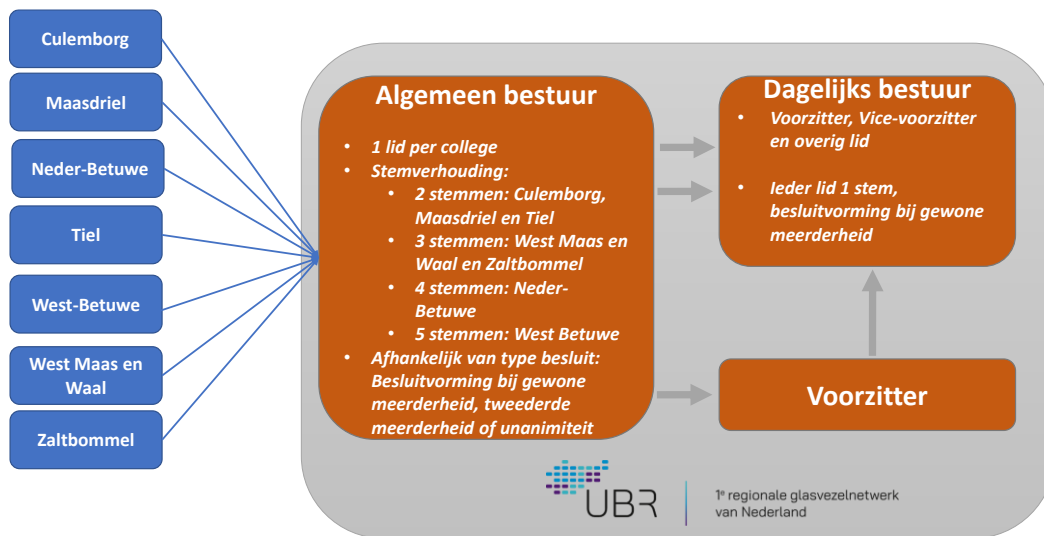 Culemborg
Maasdriel
Neder-Betuwe
Tiel
West-Betuwe
West Maas en
Waal
Zaltbommel
Algemeen bestuur
• 1 lid per college
• Stemverhouding:
• 2 stemmen: Culemborg,
Maasdriel en Tiel
• 3 stemmen: West Maas en
Waal en Zaltbommel
• 4 stemmen: Neder-
Betuwe
• 5 stemmen: West Betuwe
• Afhankelijk van type besluit:
Besluitvorming bij gewone
meerderheid, tweederde
meerderheid of unanimiteit
Dagelijks bestuur
• Voorzitter, Vice-voorzitter
en overig lid
• Ieder lid 1 stem,
besluitvorming bij gewone
meerderheid
Voorzitter
UBR
1e regionale glasvezelnetwerk
van Nederland